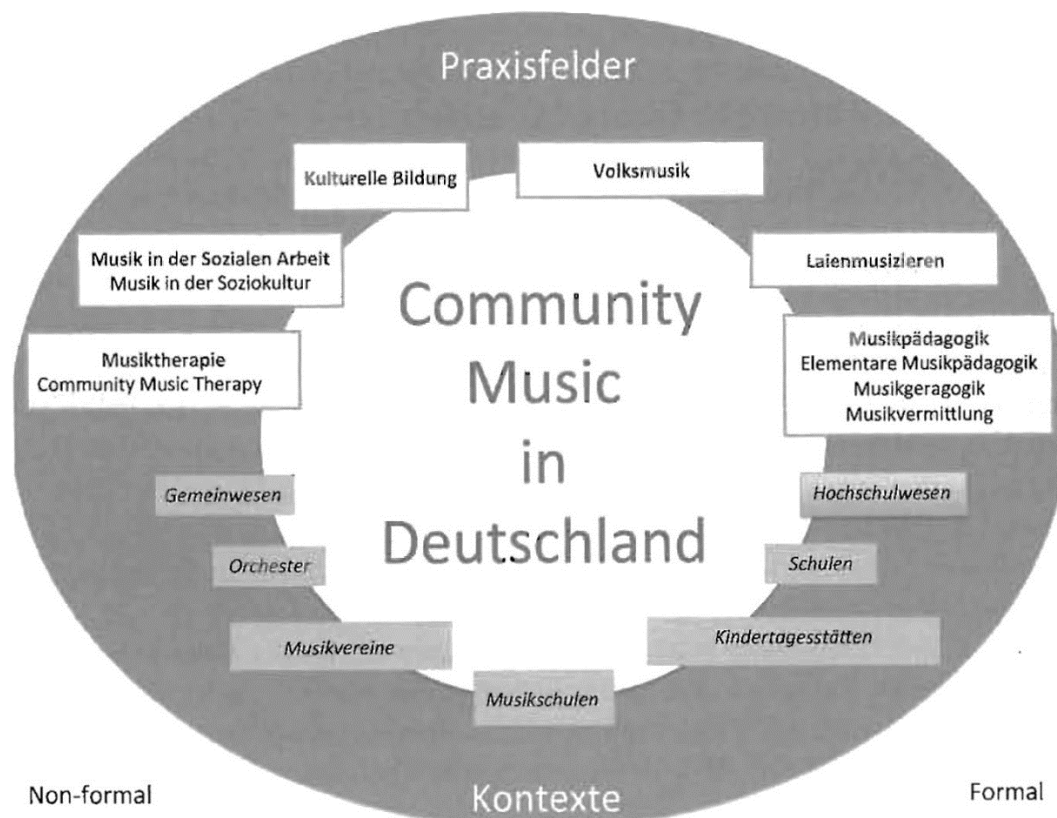 Praxisfelder
Kulturelle Bildung
Volksmusik
Musik in der Sozialen Arbeit
Musik in der Soziokultur
Laienmusizieren
Musiktherapie
Community Music Therapy
Musikpädagogik
Elementare Musikpädagogik
Musikgeragogik
Musikvermittlung
Community
Music
in
Deutschland
Gemeinwesen
Hochschulwesen
Orchester
Schulen
Musikvereine
Kindertagesstätten
Musikschulen
Non-formal
Kontexte
Formal